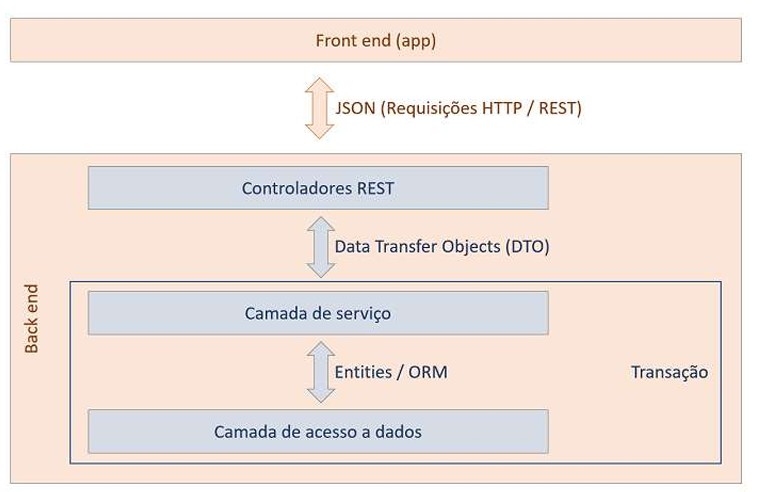 Front end (app)
JSON (Requisições HTTP / REST)
Controladores REST
Data Transfer Objects (DTO)
Back end
Camada de serviço
Entities / ORM
Transação
Camada de acesso a dados